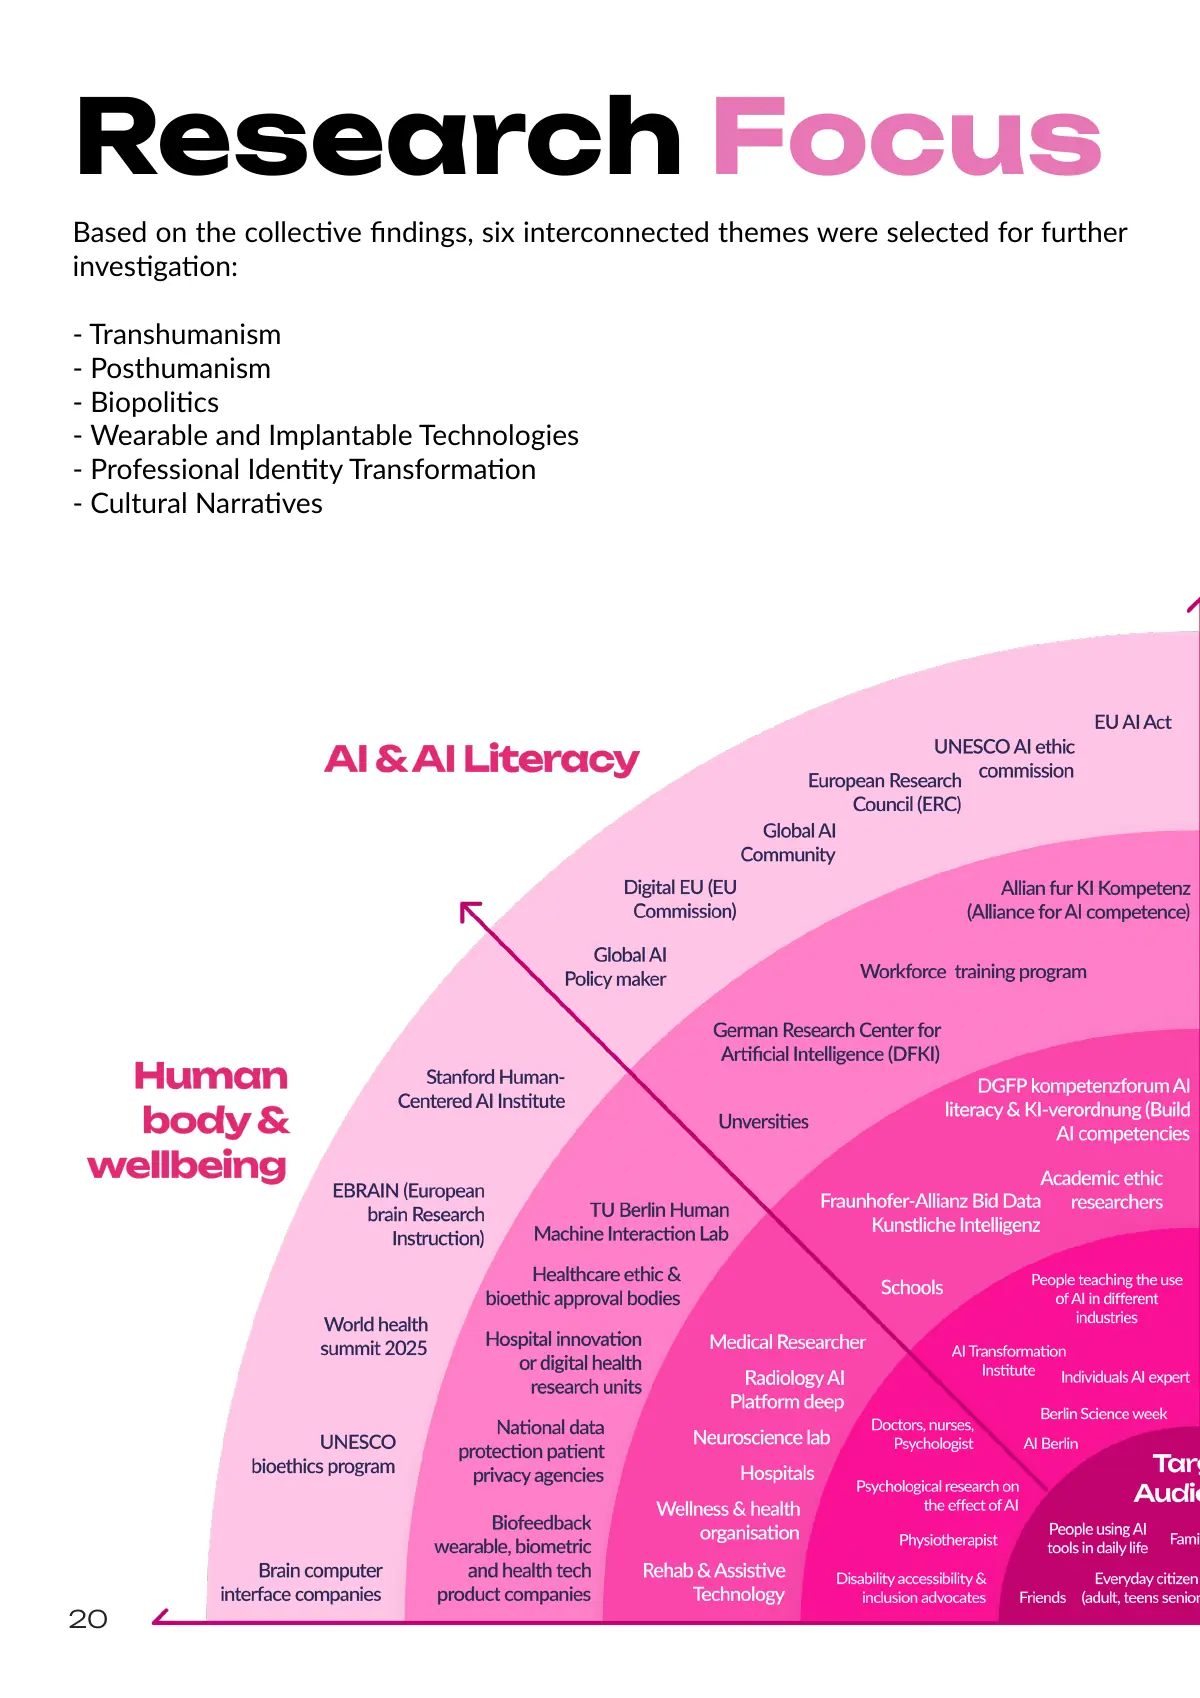 Research Focus
Based on the collective findings, six interconnected themes were selected for further
investigation:
- Transhumanism
- Posthumanism
- Biopolitics
- Wearable and Implantable Technologies
- Professional Identity Transformation
- Cultural Narratives
AI & AI Literacy
EU AI Act
UNESCO AI ethic
commission
European Research
Council (ERC)
Global AI
Community
Digital EU (EU
Commission)
Global AI
Policy maker
Allian fur KI Kompetenz
(Alliance for AI competence)
Workforce training program
German Research Center for
Artificial Intelligence (DFKI)
Unversities
DGFP kompetenzforum AI
literacy & KI-verordnung (Build
AI competencies
Academic ethic
researchers
Fraunhofer-Allianz Bid Data
Kunstliche Intelligenz
Schools
People teaching the use
of AI in different
industries
AI Transformation
Institute
Individuals AI expert
Berlin Science week
AI Berlin
Human
body &
wellbeing
Stanford Human-
Centered AI Institute
EBRAIN (European
brain Research
Instruction)
World health
summit 2025
UNESCO
bioethics program
Brain computer
interface companies
TU Berlin Human
Machine Interaction Lab
Healthcare ethic &
bioethic approval bodies
Hospital innovation
or digital health
research units
National data
protection patient
privacy agencies
Biofeedback
wearable, biometric
and health tech
product companies
Medical Researcher
Radiology AI
Platform deep
Neuroscience lab
Hospitals
Wellness & health
organisation
Rehab & Assistive
Technology
Doctors, nurses,
Psychologist
Psychological research on
the effect of AI
Physiotherapist
Disability accessibility &
inclusion advocates
Targ
Audie
People using AI
tools in daily life
Fami
Everyday citizen
(adult, teens senior
Friends
20